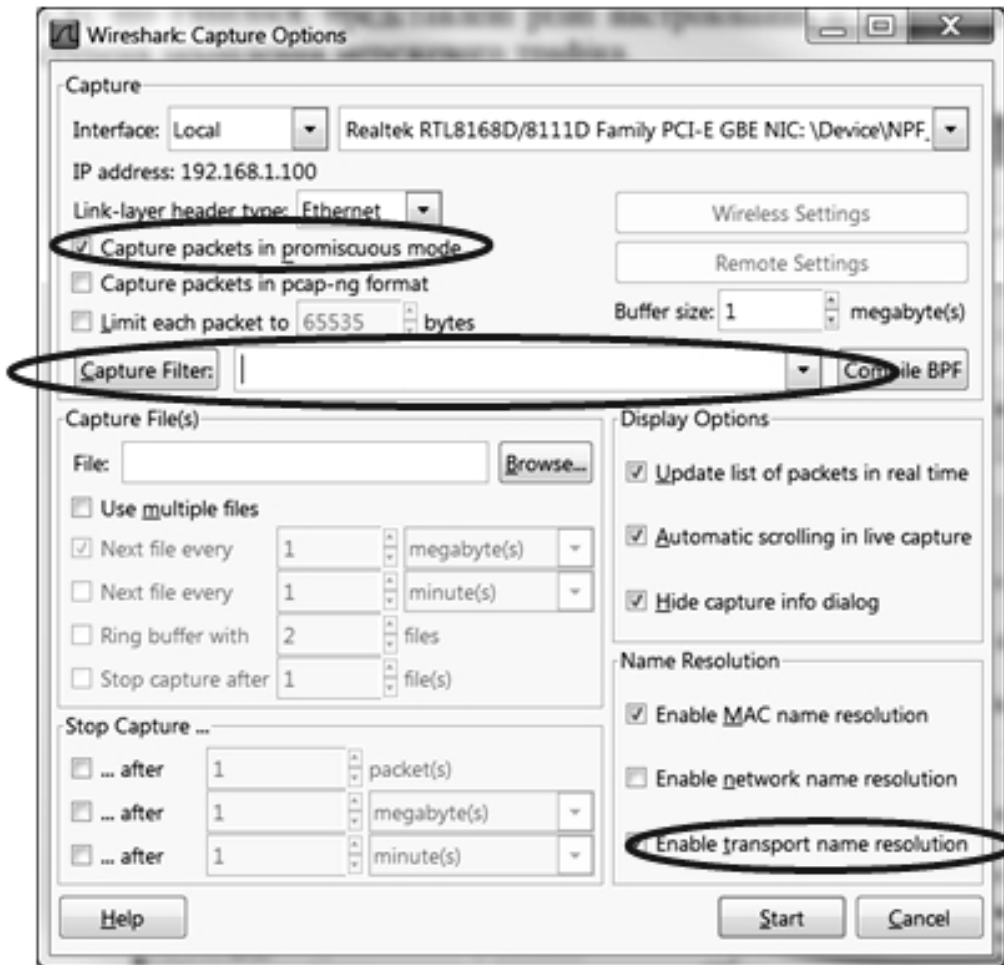 Wireshark: Capture Options
Capture
Interface: Local Realtek RTL8168D/8111D Family PCI-E GBE NIC: \Device\NPF_
IP address: 192.168.1.100
Link-layer header type: Ethernet
Wireless Settings
Capture packets in promiscuous mode
Remote Settings
Capture packets in pcap-ng format
Limit each packet to 65535 bytes
Buffer size: 1 megabyte(s)
Capture Filter:
Compile BPF
Capture File(s)
File:
Browse...
Use multiple files
Next file every 1 megabyte(s)
Next file every 1 minute(s)
Ring buffer with 2 files
Stop capture after 1 file(s)
Stop Capture ...
... after 1 packet(s)
... after 1 megabyte(s)
... after 1 minute(s)
Display Options
Update list of packets in real time
Automatic scrolling in live capture
Hide capture info dialog
Name Resolution
Enable MAC name resolution
Enable network name resolution
Enable transport name resolution
Help
Start
Cancel